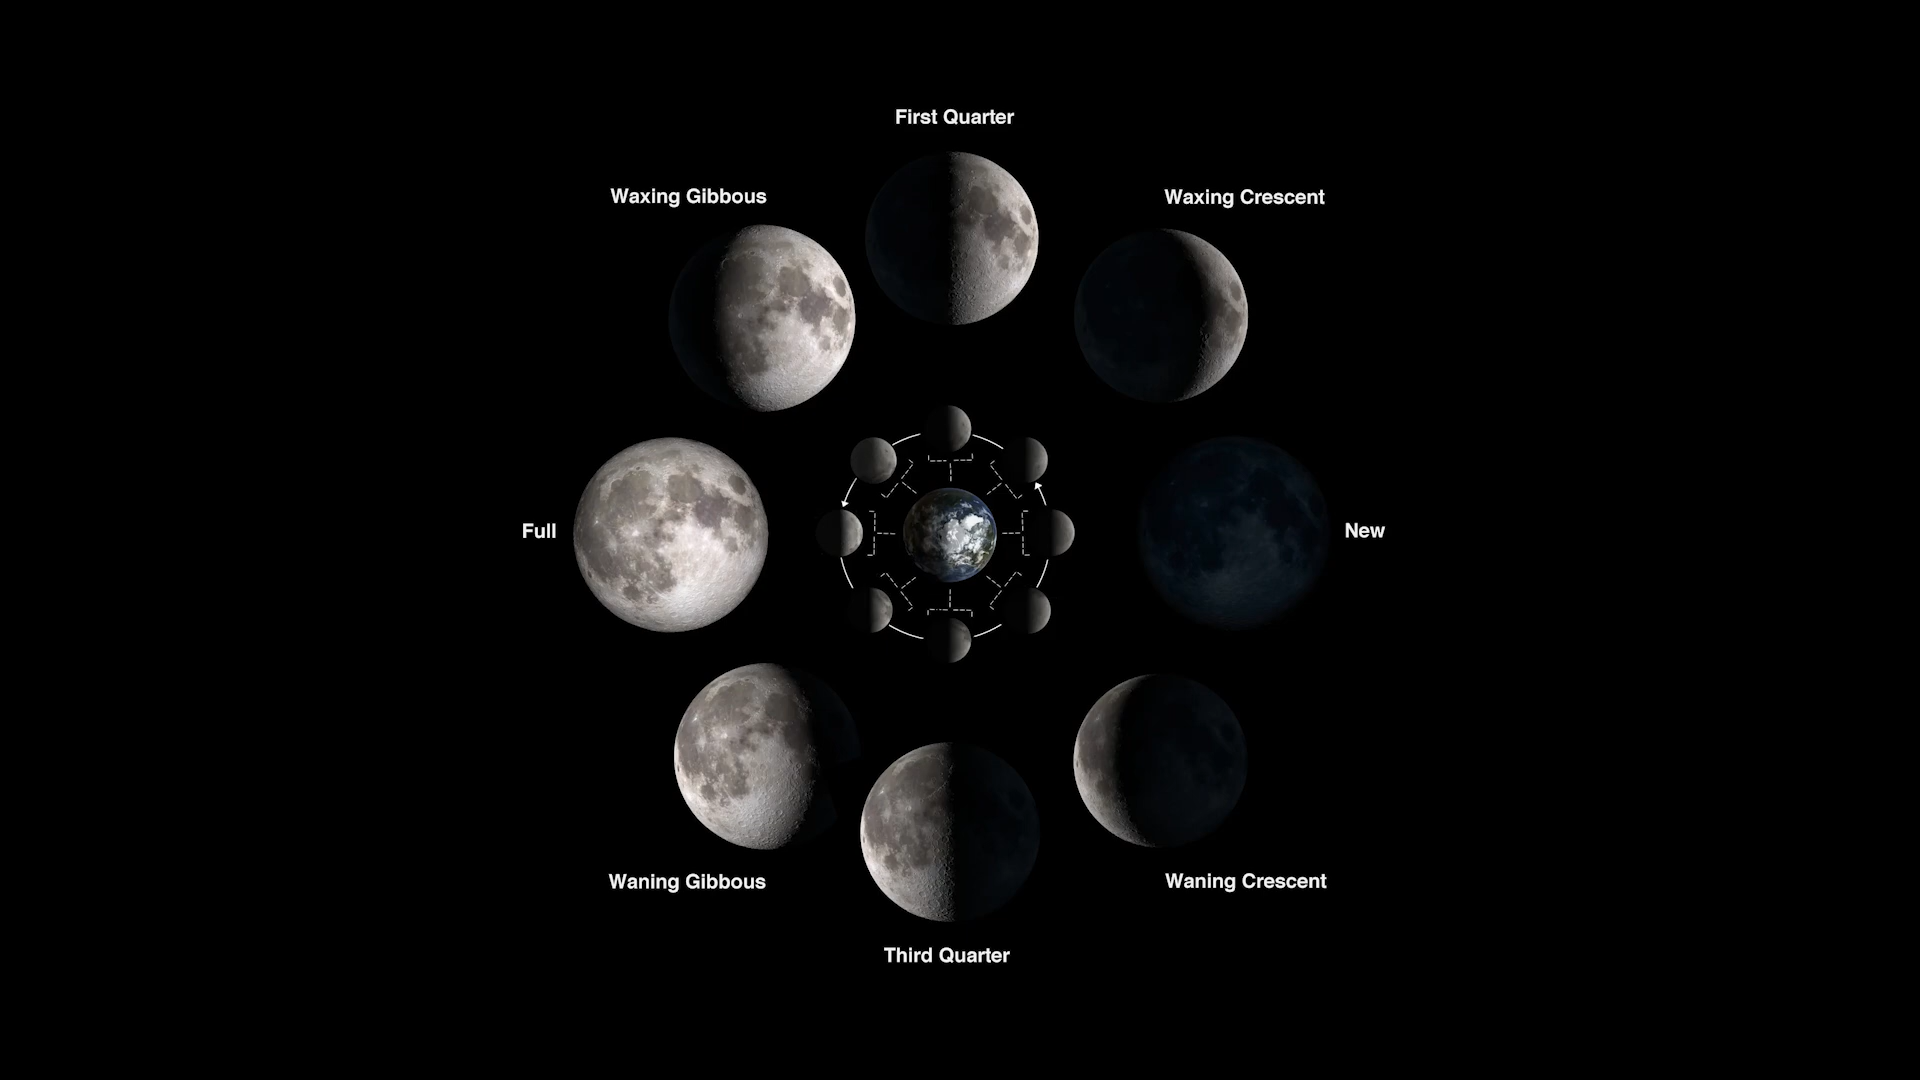 First Quarter
Waxing Gibbous
Waxing Crescent
Full
New
Waning Gibbous
Waning Crescent
Third Quarter